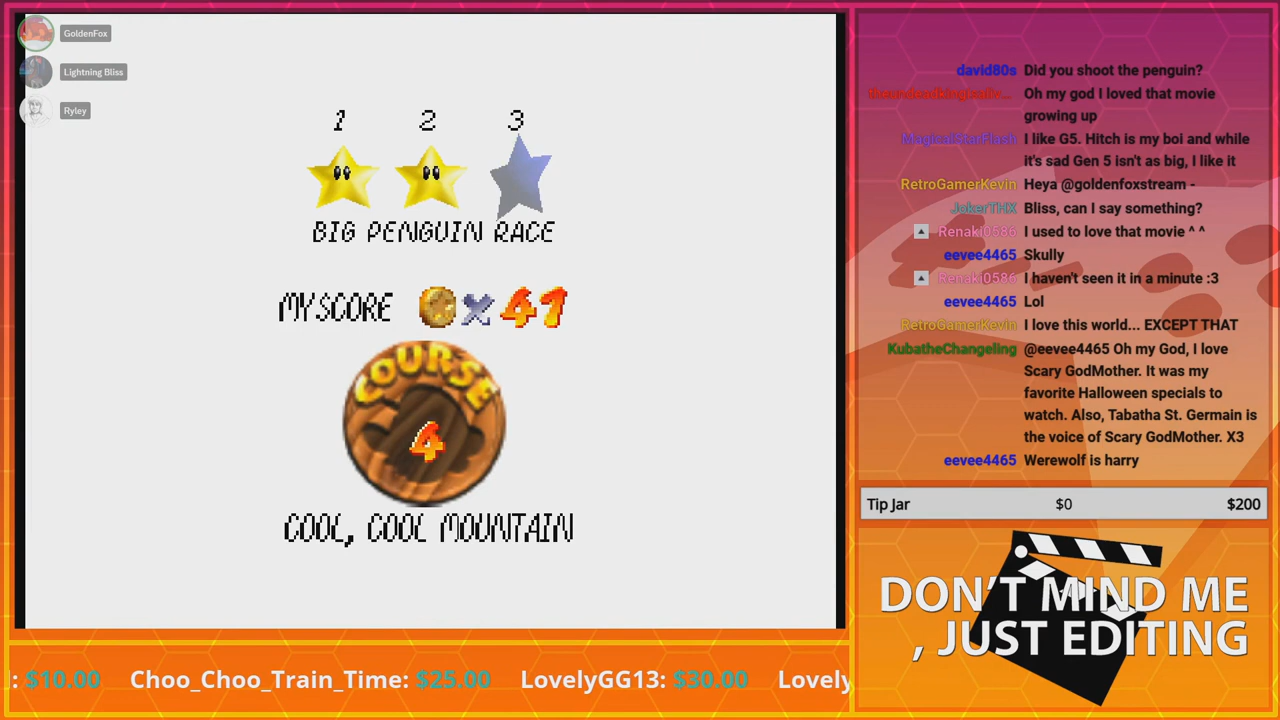 GoldenFox
Lightning Bliss
Ryley
1 2 3
BIG PENGUIN RACE
MY SCORE × 41
COURSE
4
COOL, COOL MOUNTAIN
david80s Did you shoot the penguin?
Oh my god I loved that movie
growing up
MagicalStarFlash I like G5. Hitch is my boi and while
it's sad Gen 5 isn't as big, I like it
RetroGamerKevin Heya @goldenfoxstream -
JokerTHX Bliss, can I say something?
Renaki0586 I used to love that movie ^ ^
eevee4465 Skully
Renaki0586 I haven't seen it in a minute :3
eevee4465 Lol
RetroGamerKevin I love this world... EXCEPT THAT
KubatheChangeling @eevee4465 Oh my God, I love
Scary GodMother. It was my
favorite Halloween specials to
watch. Also, Tabatha St. Germain is
the voice of Scary GodMother. X3
eevee4465 Werewolf is harry
Tip Jar $0 $200
DON'T MIND ME
, JUST EDITING
: $10.00 Choo_Choo_Train_Time: $25.00 LovelyGG13: $30.00 Lovely